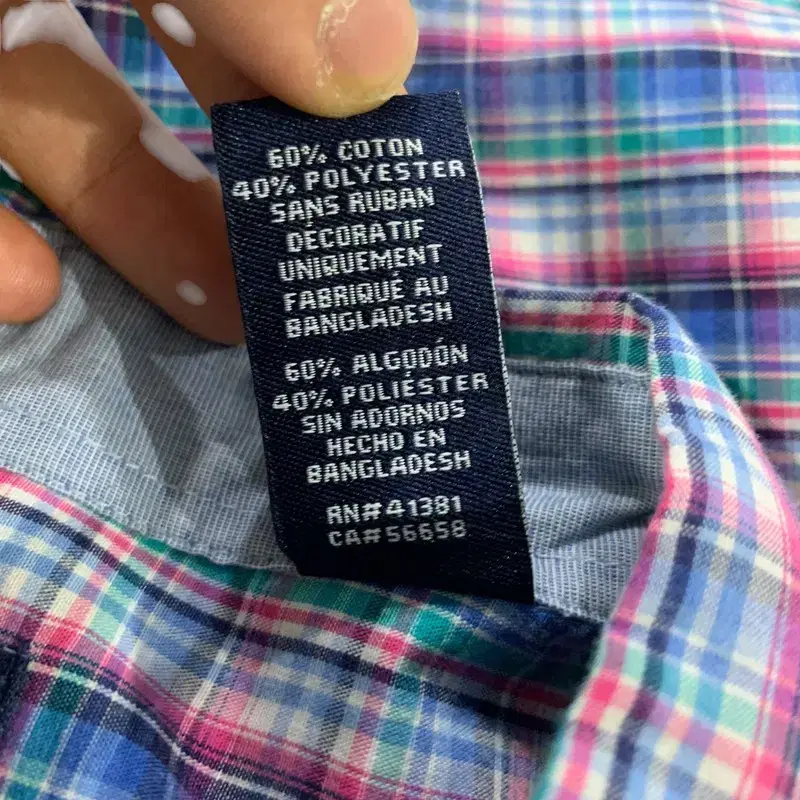 60% COTON
40% POLYESTER
SANS RUBAN
DÉCORATIF
UNIQUEMENT
FABRIQUÉ AU
BANGLADESH
60% ALGODÓN
40% POLIÉSTER
SIN ADORNOS
HECHO EN
BANGLADESH
RN#41381
CA#56658